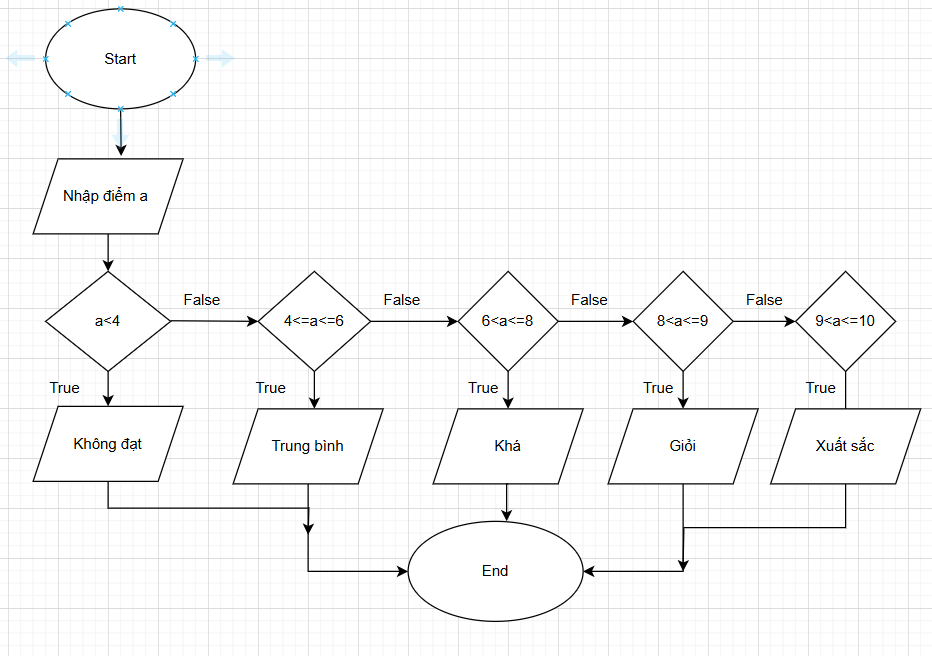 Start
Nhập điểm a
a<4
False
4<=a<=6
False
6<a<=8
False
8<a<=9
False
9<a<=10
True
True
True
True
True
Không đạt
Trung bình
Khá
Giỏi
Xuất sắc
End